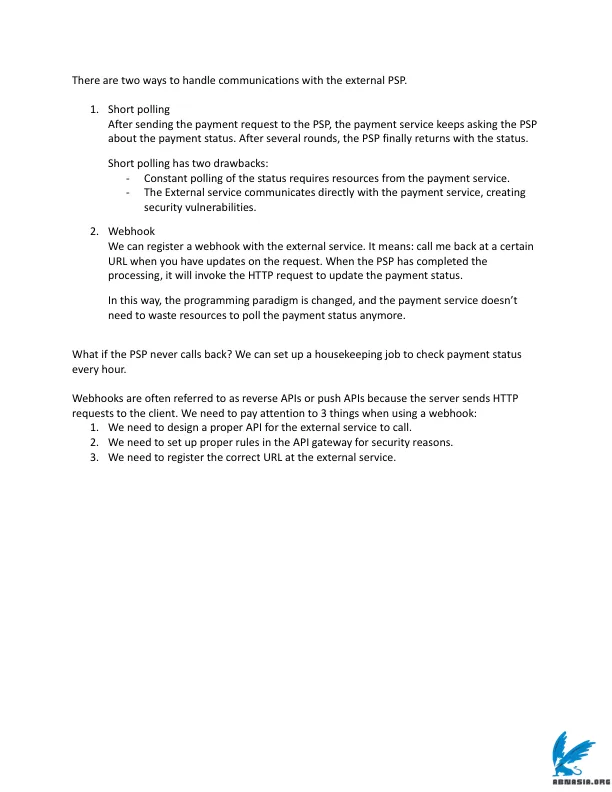 There are two ways to handle communications with the external PSP.
1. Short polling
After sending the payment request to the PSP, the payment service keeps asking the PSP
about the payment status. After several rounds, the PSP finally returns with the status.
Short polling has two drawbacks:
- Constant polling of the status requires resources from the payment service.
- The External service communicates directly with the payment service, creating
security vulnerabilities.
2. Webhook
We can register a webhook with the external service. It means: call me back at a certain
URL when you have updates on the request. When the PSP has completed the
processing, it will invoke the HTTP request to update the payment status.
In this way, the programming paradigm is changed, and the payment service doesn’t
need to waste resources to poll the payment status anymore.
What if the PSP never calls back? We can set up a housekeeping job to check payment status
every hour.
Webhooks are often referred to as reverse APIs or push APIs because the server sends HTTP
requests to the client. We need to pay attention to 3 things when using a webhook:
1. We need to design a proper API for the external service to call.
2. We need to set up proper rules in the API gateway for security reasons.
3. We need to register the correct URL at the external service.
ABNASIA.ORG